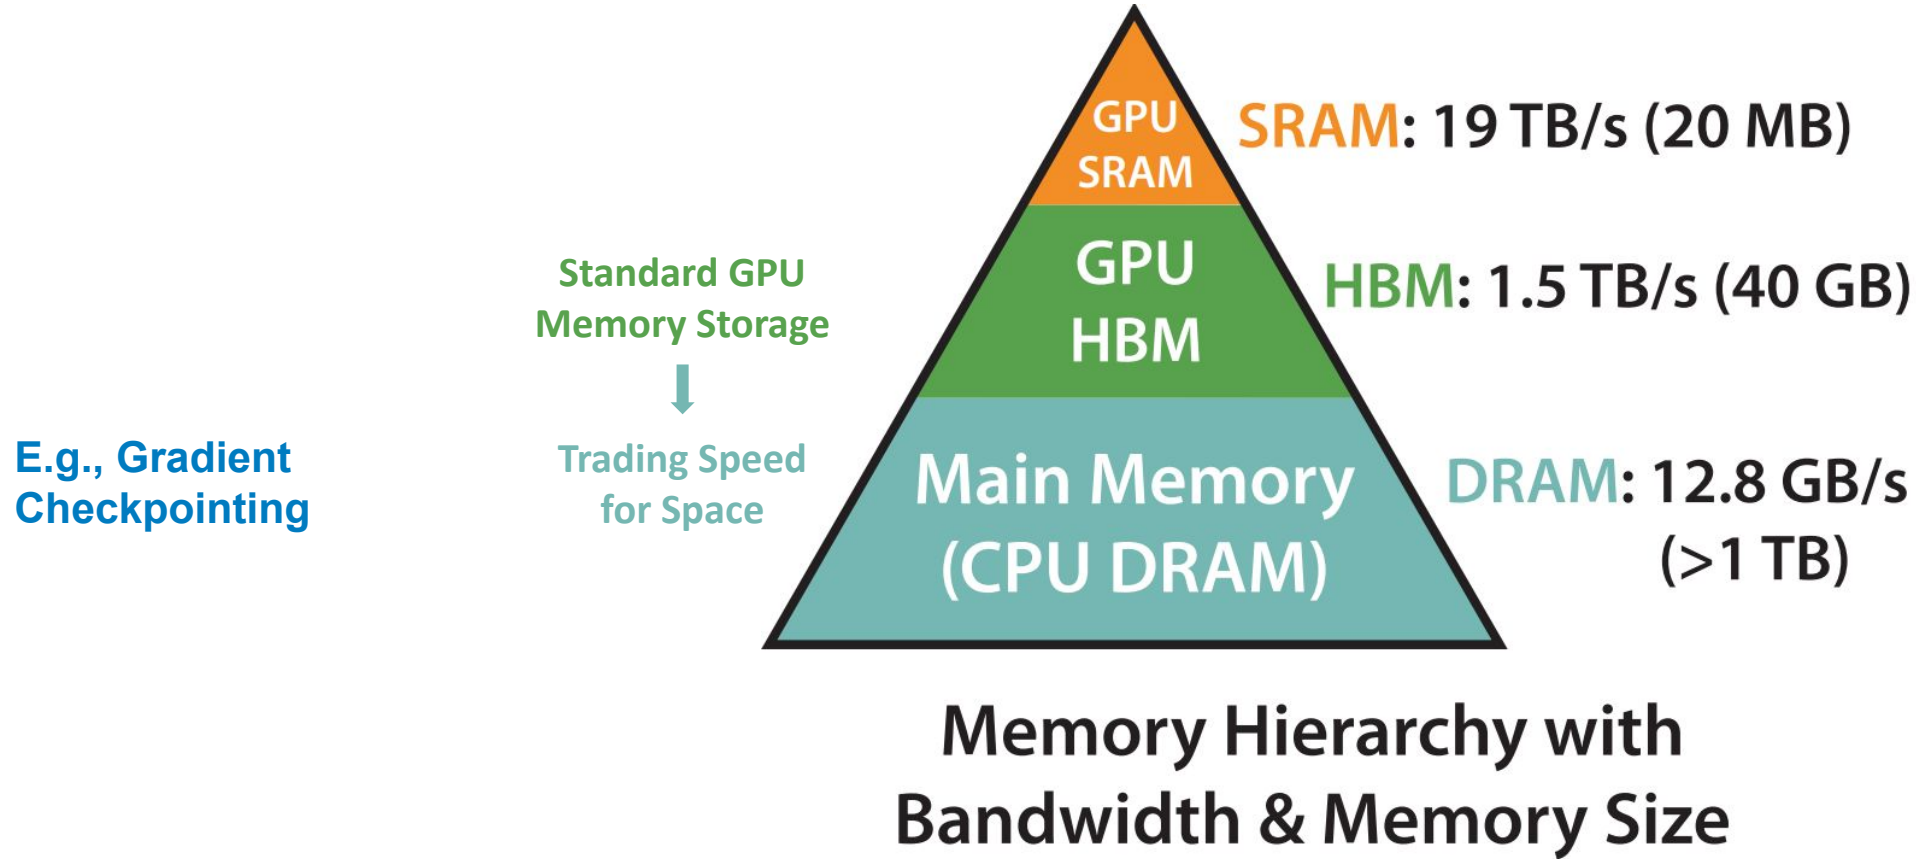 GPU
SRAM
SRAM: 19 TB/s (20 MB)
Standard GPU
Memory Storage
GPU
HBM
HBM: 1.5 TB/s (40 GB)
E.g., Gradient
Checkpointing
Trading Speed
for Space
Main Memory
(CPU DRAM)
DRAM: 12.8 GB/s
(>1 TB)
Memory Hierarchy with
Bandwidth & Memory Size